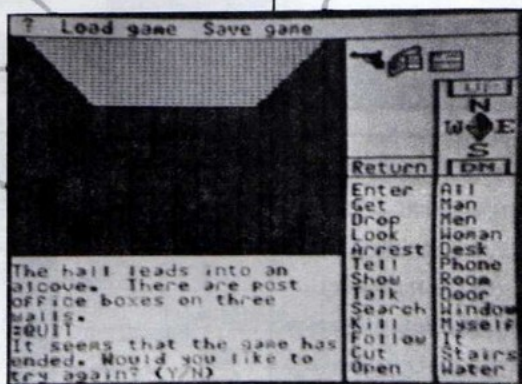 ? Load game Save game
UP
N
W E
S
Return DN
Enter All
Get Man
Drop Men
Look Woman
Arrest Desk
Tell Phone
Show Room
Talk Door
Search Window
Kill Myself
Follow It
Cut Stairs
Open Water
The hall leads into an
alcove. There are post
office boxes on three
walls.
:QUIT
It seems that the game has
ended. Would you like to
try again? (Y/N)